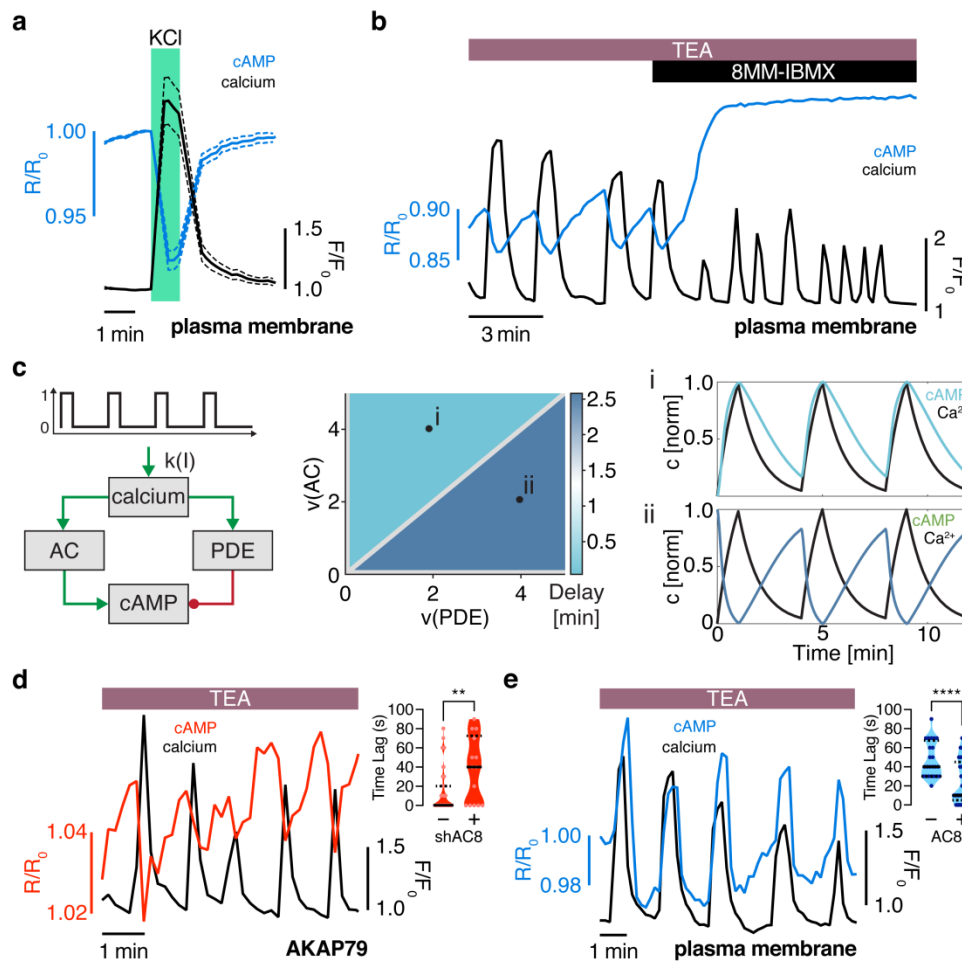 a
KCl
cAMP
calcium
1.00
R/R0
0.95
1.5
F/F0
1.0
1 min
plasma membrane
b
TEA
8MM-IBMX
cAMP
calcium
0.90
R/R0
0.85
2
F/F0
1
3 min
plasma membrane
c
1
0
k(I)
calcium
AC
PDE
cAMP
4
v(AC)
2
0
i
ii
0
2
4
v(PDE)
2.5
2
1.5
1
0.5
Delay
[min]
i
1.0
c [norm]
0.5
cAMP
Ca2+
ii
1.0
c [norm]
0.5
0
cAMP
Ca2+
0
5
10
Time [min]
d
TEA
cAMP
calcium
1.04
R/R0
1.02
1.5
F/F0
1.0
1 min
AKAP79
**
Time Lag (s)
100
80
60
40
20
0
– +
shAC8
e
TEA
cAMP
calcium
1.00
R/R0
0.98
1.5
F/F0
1.0
1 min
plasma membrane
****
Time Lag (s)
100
80
60
40
20
0
– +
AC8